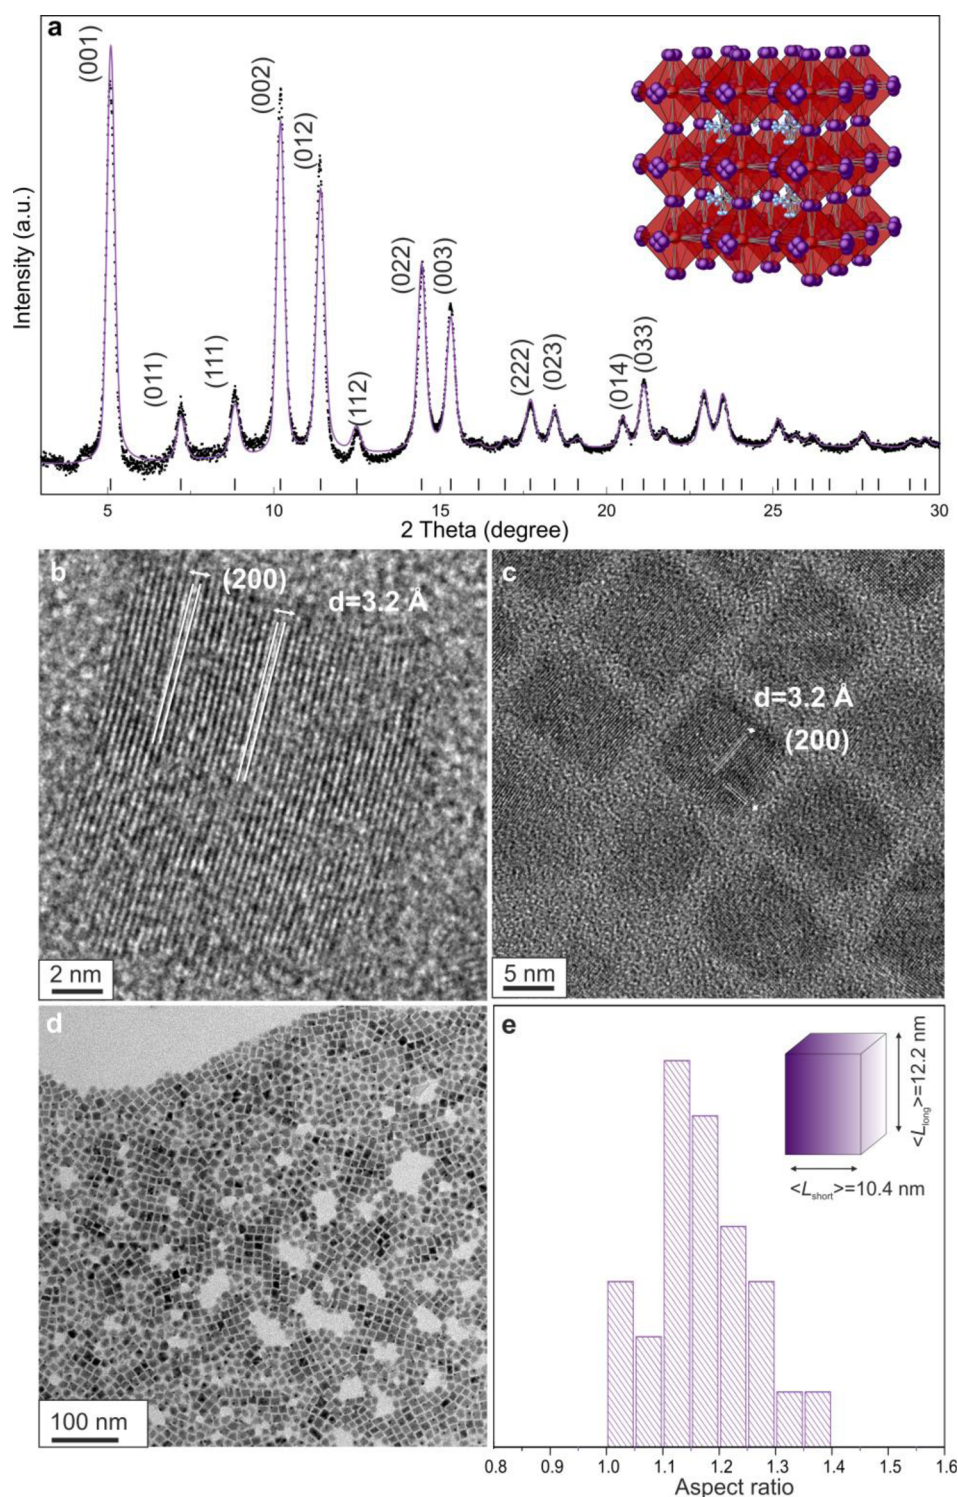 a
(001)
(011)
(111)
(002)
(012)
(112)
(022)
(003)
(222)
(023)
(014)
(033)
Intensity (a.u.)
5 10 15 20 25 30
2 Theta (degree)
b
(200)
d=3.2 Å
2 nm
c
d=3.2 Å
(200)
5 nm
d
100 nm
e
<Llong>=12.2 nm
<Lshort>=10.4 nm
0.8 0.9 1.0 1.1 1.2 1.3 1.4 1.5 1.6
Aspect ratio